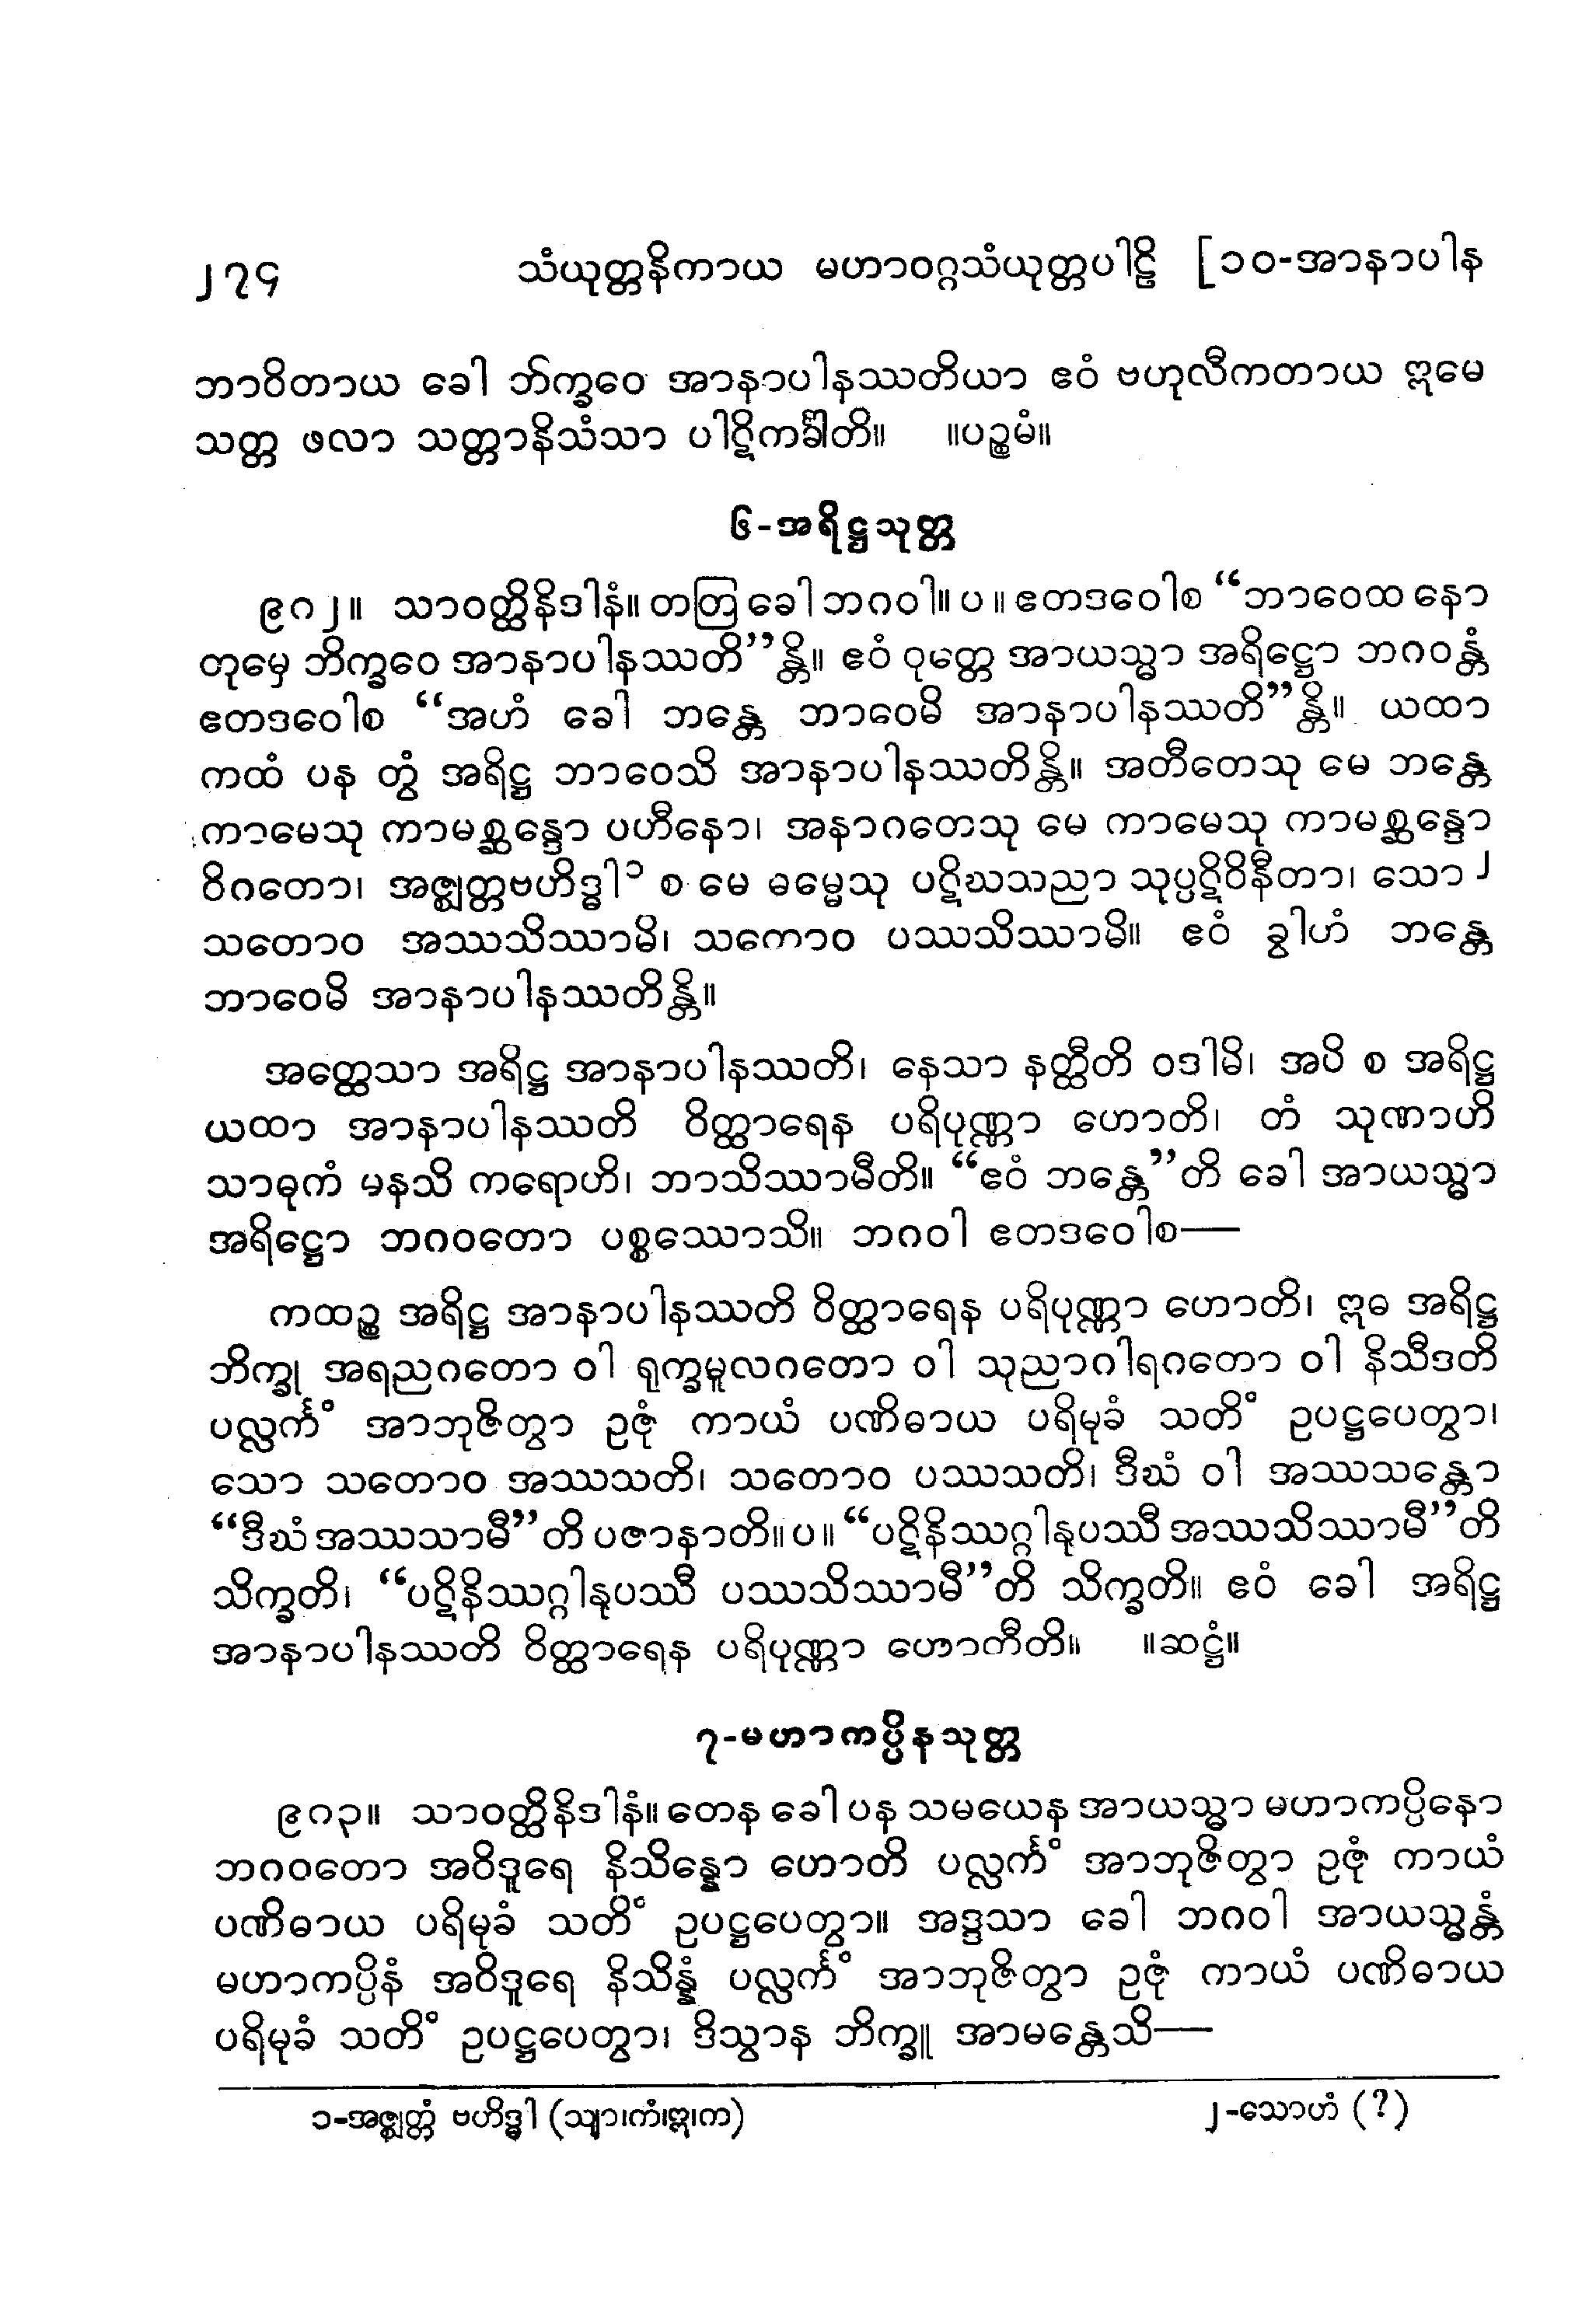 ၂၇၄ သံယုတ္တနိကာယ မဟာဝဂ္ဂသံယုတ္တပါဠိ [၁၀-အာနာပါန
ဘာဝိတာယ ခေါ ဘိက္ခဝေ အာနာပါနဿတိယာ ဧဝံ ဗဟုလီကတာယ ဣမေ
သတ္တ ဖလာ သတ္တာနိသံသာ ပါဋိကင်္ခါတိ။ ။ပဉ္စမံ။
၆-အရိဋ္ဌသုတ္တ
၉၈၂။ သာဝတ္ထိနိဒါနံ။ တတြ ခေါ ဘဂဝါ။ ပ ။ ဧတဒဝေါစ “ဘာဝေထ နော
တုမှေ ဘိက္ခဝေ အာနာပါနဿတိ”န္တိ။ ဧဝံ ဝုတ္တေ အာယသ္မာ အရိဋ္ဌော ဘဂဝန္တံ
ဧတဒဝေါစ “အဟံ ခေါ ဘန္တေ ဘာဝေမိ အာနာပါနဿတိ”န္တိ။ ယထာ
ကထံ ပန တွံ အရိဋ္ဌ ဘာဝေသိ အာနာပါနဿတိန္တိ။ အတီတေသု မေ ဘန္တေ
ကာမေသု ကာမစ္ဆန္ဒော ပဟီနော၊ အနာဂတေသု မေ ကာမေသု ကာမစ္ဆန္ဒော
ဝိဂတော၊ အဇ္ဈတ္တဗဟိဒ္ဓါ၁ စ မေ ဓမ္မေသု ပဋိဃသညာ သုပ္ပဋိဝိနီတာ၊ သော၂
သတောဝ အဿသိဿာမိ၊ သကောဝ ပဿသိဿာမိ။ ဧဝံ ခွါဟံ ဘန္တေ
ဘာဝေမိ အာနာပါနဿတိန္တိ။
အတ္ထေသာ အရိဋ္ဌ အာနာပါနဿတိ၊ နေသာ နတ္ထီတိ ဝဒါမိ၊ အပိ စ အရိဋ္ဌ
ယထာ အာနာပါနဿတိ ဝိတ္ထာရေန ပရိပုဏ္ဏာ ဟောတိ၊ တံ သုဏာဟိ
သာဓုကံ မနသိ ကရောဟိ၊ ဘာသိဿာမီတိ။ “ဧဝံ ဘန္တေ”တိ ခေါ အာယသ္မာ
အရိဋ္ဌော ဘဂဝတော ပစ္စဿောသိ။ ဘဂဝါ ဧတဒဝေါစ—
ကထဉ္စ အရိဋ္ဌ အာနာပါနဿတိ ဝိတ္ထာရေန ပရိပုဏ္ဏာ ဟောတိ၊ ဣဓ အရိဋ္ဌ
ဘိက္ခု အရညဂတော ဝါ ရုက္ခမူလဂတော ဝါ သုညာဂါရဂတော ဝါ နိသီဒတိ
ပလ္လင်္ကံ အာဘုဇိတွာ ဥဇုံ ကာယံ ပဏိဓာယ ပရိမုခံ သတိံ ဥပဋ္ဌပေတွာ၊
သော သတောဝ အဿသတိ၊ သတောဝ ပဿသတိ၊ ဒီဃံ ဝါ အဿသန္တော
“ဒီဃံ အဿသာမီ”တိ ပဇာနာတိ။ ပ။ “ပဋိနိဿဂ္ဂါနုပဿီ အဿသိဿာမီ”တိ
သိက္ခတိ၊ “ပဋိနိဿဂ္ဂါနုပဿီ ပဿသိဿာမီ”တိ သိက္ခတိ။ ဧဝံ ခေါ အရိဋ္ဌ
အာနာပါနဿတိ ဝိတ္ထာရေန ပရိပုဏ္ဏာ ဟောတီတိ။ ။ဆဋ္ဌံ။
၇-မဟာကပ္ပိနသုတ္တ
၉၈၃။ သာဝတ္ထိနိဒါနံ။ တေန ခေါ ပန သမယေန အာယသ္မာ မဟာကပ္ပိနော
ဘဂဝတော အဝိဒူရေ နိသိန္နော ဟောတိ ပလ္လင်္ကံ အာဘုဇိတွာ ဥဇုံ ကာယံ
ပဏိဓာယ ပရိမုခံ သတိံ ဥပဋ္ဌပေတွာ။ အဒ္ဒသာ ခေါ ဘဂဝါ အာယသ္မန္တံ
မဟာကပ္ပိနံ အဝိဒူရေ နိသိန္နံ ပလ္လင်္ကံ အာဘုဇိတွာ ဥဇုံ ကာယံ ပဏိဓာယ
ပရိမုခံ သတိံ ဥပဋ္ဌပေတွာ၊ ဒိသွာန ဘိက္ခူ အာမန္တေသိ—
၁-အဇ္ဈတ္တံ ဗဟိဒ္ဓါ (သျာ၊ကံ၊ဣ၊က) ၂-သောဟံ (?)